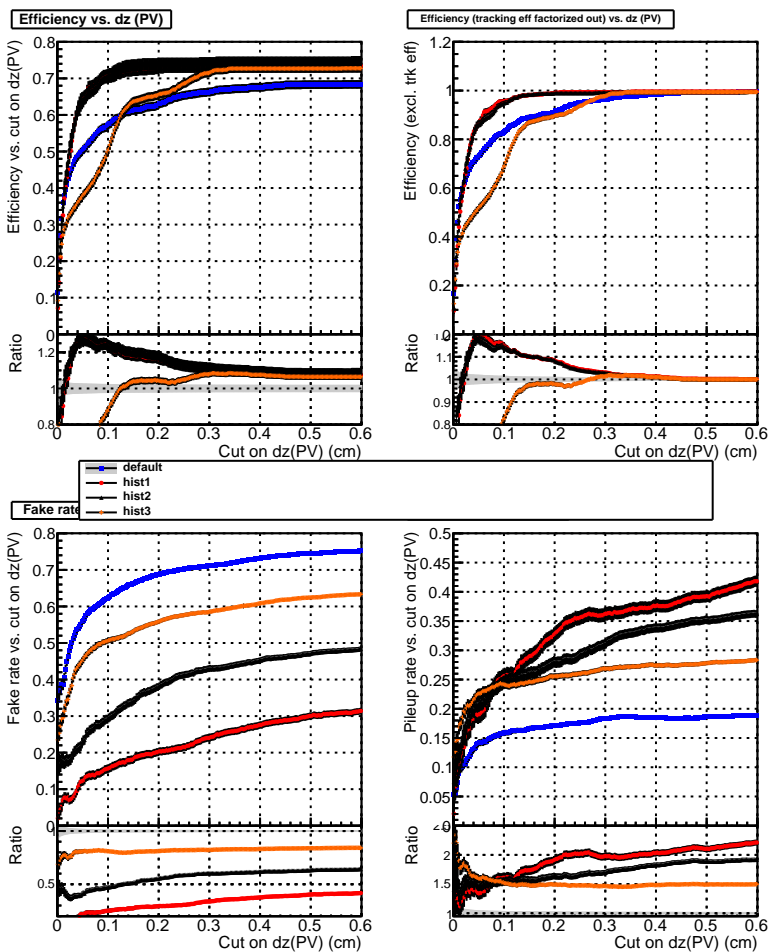 Efficiency vs. dz (PV)
Efficiency vs. cut on dz(PV)
0.8
0.7
0.6
0.5
0.4
0.3
0.2
0.1
0
Ratio
1.2
1
0.8
0 0.1 0.2 0.3 0.4 0.5 0.6
Cut on dz(PV) (cm)
Efficiency (tracking eff factorized out) vs. dz (PV)
Efficiency (excl. trk eff)
1.2
1
0.8
0.6
0.4
0.2
0
Ratio
1.1
1
0.9
0.8
0 0.1 0.2 0.3 0.4 0.5 0.6
Cut on dz(PV) (cm)
default
hist1
hist2
hist3
Fake rate
Fake rate vs. cut on dz(PV)
0.8
0.7
0.6
0.5
0.4
0.3
0.2
0.1
0
Ratio
1
0.5
0 0.1 0.2 0.3 0.4 0.5 0.6
Cut on dz(PV) (cm)
Pileup rate vs. cut on dz(PV)
0.5
0.45
0.4
0.35
0.3
0.25
0.2
0.15
0.1
0.05
0
Ratio
2
1.5
1
0 0.1 0.2 0.3 0.4 0.5 0.6
Cut on dz(PV) (cm)